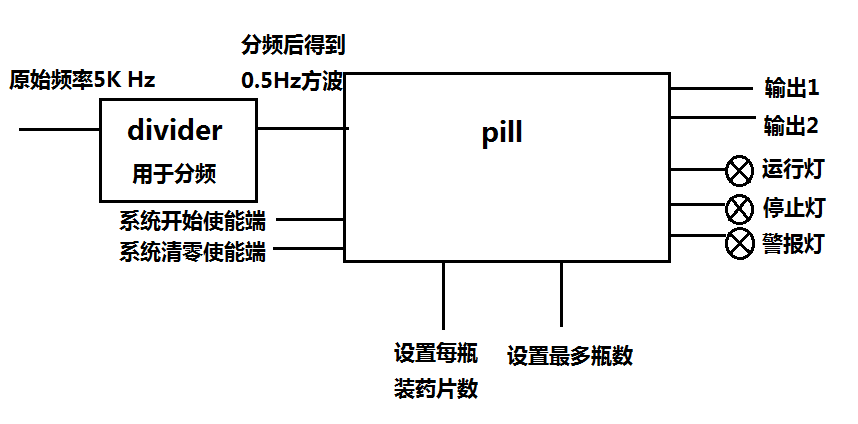 分频后得到
原始频率5K Hz
0.5Hz方波
divider
用于分频
pill
系统开始使能端
系统清零使能端
输出1
输出2
运行灯
停止灯
警报灯
设置每瓶
装药片数
设置最多瓶数